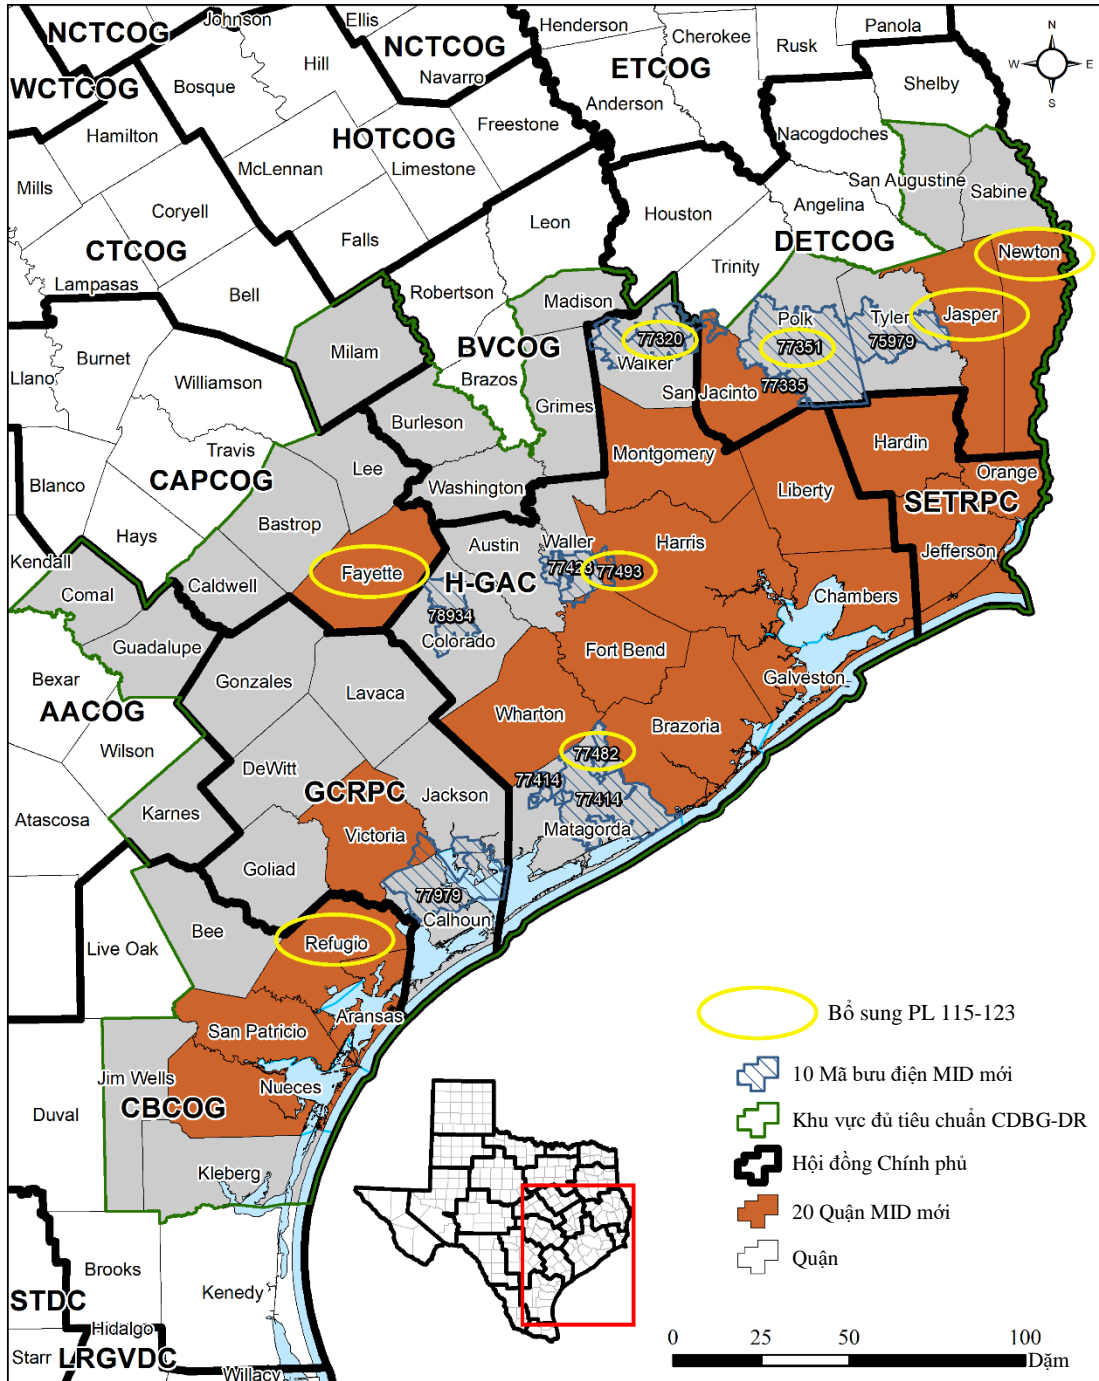 NCTCOG
Johnson
Ellis
NCTCOG
Henderson
Cherokee
Panola
Rusk
N
W
E
S
WCTCOG
Bosque
Hill
Navarro
ETCOG
Shelby
Anderson
Hamilton
HOTCOG
Freestone
Nacogdoches
McLennan
Limestone
Mills
San Augustine
Sabine
Coryell
Leon
Houston
Angelina
CTCOG
Falls
DETCOG
Newton
Lampasas
Bell
Robertson
Trinity
Madison
Polk
Tyler
Jasper
Milam
77320
77351
75979
Burnet
BVCOG
Walker
Llano
Williamson
Brazos
77335
San Jacinto
Grimes
Burleson
Travis
Montgomery
Hardin
CAPCOG
Lee
Orange
Blanco
Washington
Liberty
SETRPC
Bastrop
Hays
Austin
Waller
Harris
Jefferson
Kendall
Fayette
77423
77493
Caldwell
H-GAC
Comal
Chambers
78934
Guadalupe
Colorado
Fort Bend
Bexar
Gonzales
Galveston
Lavaca
AACOG
Wharton
Brazoria
Wilson
77482
DeWitt
77414
GCRPC
Jackson
77414
Karnes
Atascosa
Victoria
Matagorda
Goliad
77979
Calhoun
Bee
Live Oak
Refugio
Aransas
San Patricio
Jim Wells
Nueces
Duval
CBCOG
Kleberg
Brooks
Kenedy
STDC
Hidalgo
Starr
LRGVDC
Willacy
Bổ sung PL 115-123
10 Mã bưu điện MID mới
Khu vực đủ tiêu chuẩn CDBG-DR
Hội đồng Chính phủ
20 Quận MID mới
Quận
0
25
50
100
Dặm